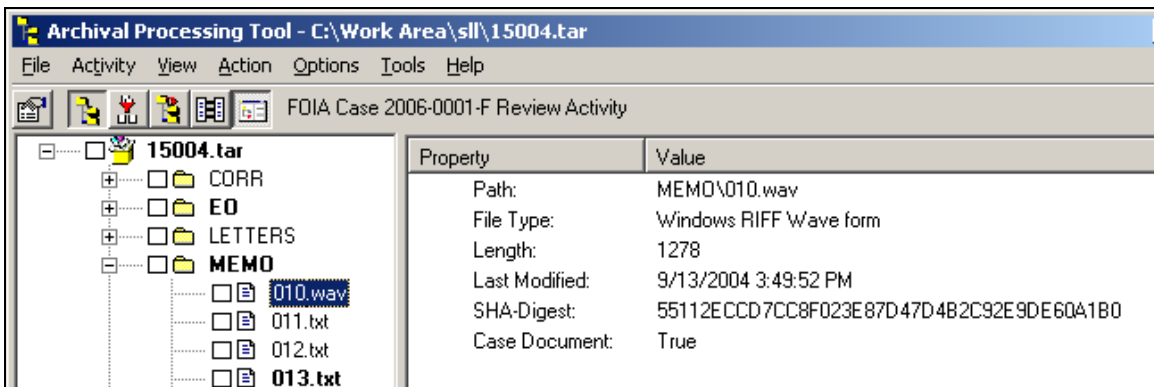 Archival Processing Tool - C:\Work Area\sll\15004.tar
File Activity View Action Options Tools Help
FOIA Case 2006-0001-F Review Activity
15004.tar
CORR
EO
LETTERS
MEMO
010.wav
011.txt
012.txt
013.txt
Property Value
Path: MEMO\010.wav
File Type: Windows RIFF Wave form
Length: 1278
Last Modified: 9/13/2004 3:49:52 PM
SHA-Digest: 55112ECCD7CC8F023E87D47D4B2C92E9DE60A1B0
Case Document: True